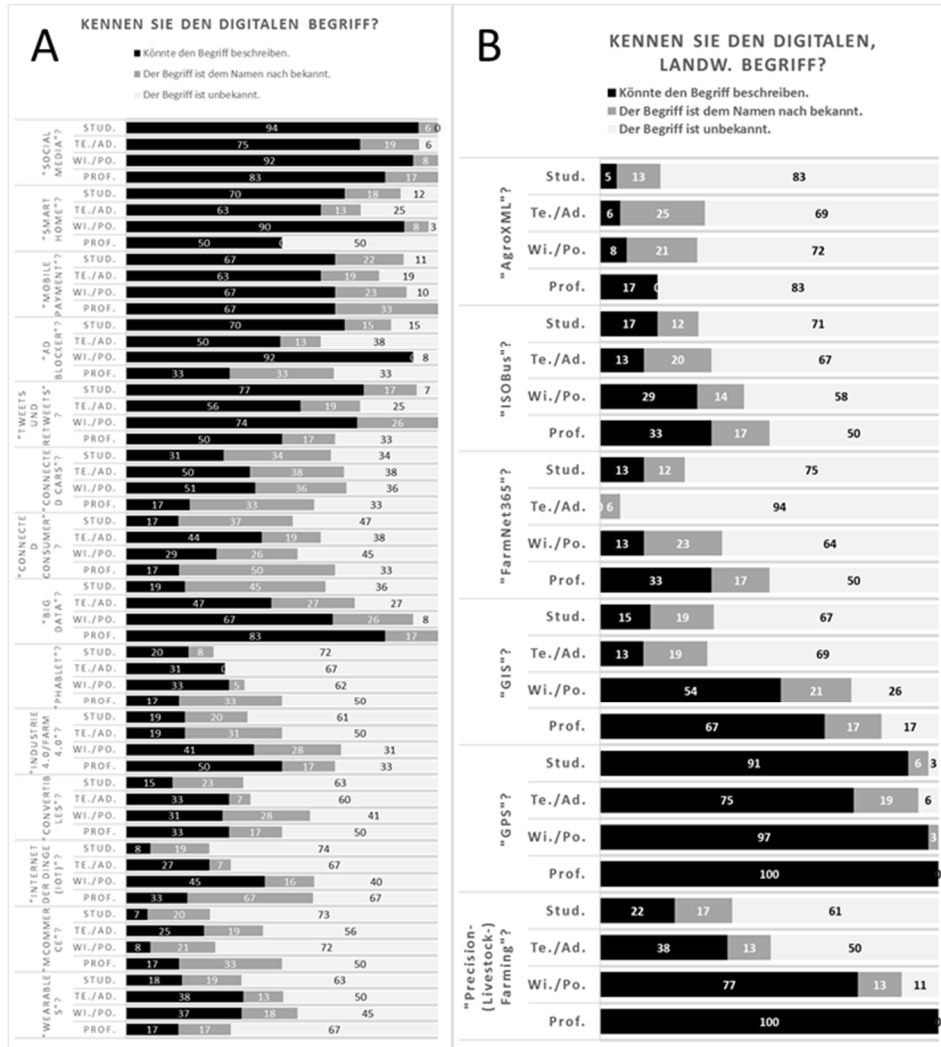 A
KENNEN SIE DEN DIGITALEN BEGRIFF?
Könnte den Begriff beschreiben.
Der Begriff ist dem Namen nach bekannt.
Der Begriff ist unbekannt.
"SOCIAL MEDIA"?
STUD. 94 6 0
TE./AD. 75 19 6
WI./PO. 92 8
PROF. 83 17
"SMART HOME"?
STUD. 70 18 12
TE./AD. 63 13 25
WI./PO. 90 8 3
PROF. 50 0 50
"MOBILE PAYMENT"?
STUD. 67 22 11
TE./AD. 63 19 19
WI./PO. 67 23 10
PROF. 67 33
"AD BLOCKER"?
STUD. 70 15 15
TE./AD. 50 13 38
WI./PO. 92 0 8
PROF. 33 33 33
"TWEETS UND RETWEETS"?
STUD. 77 17 7
TE./AD. 56 19 25
WI./PO. 74 26
PROF. 50 17 33
"CONNECTED CARS"?
STUD. 31 34 34
TE./AD. 50 38 38
WI./PO. 51 36 36
PROF. 17 33 33
"CONNECTED CONSUMER"?
STUD. 17 37 47
TE./AD. 44 19 38
WI./PO. 29 26 45
PROF. 17 50 33
"BIG DATA"?
STUD. 19 45 36
TE./AD. 47 27 27
WI./PO. 67 26 8
PROF. 83 17
"PHABLET"?
STUD. 20 8 72
TE./AD. 31 0 67
WI./PO. 33 5 62
PROF. 17 33 50
"INDUSTRIE 4.0/FARM 4.0"?
STUD. 19 20 61
TE./AD. 19 31 50
WI./PO. 41 28 31
PROF. 50 17 33
"CONVERTIBLES"?
STUD. 15 23 63
TE./AD. 33 7 60
WI./PO. 31 28 41
PROF. 33 17 50
"INTERNET DER DINGE (IOT)"?
STUD. 8 19 74
TE./AD. 27 7 67
WI./PO. 45 16 40
PROF. 33 67 67
"MCOMMERCE"?
STUD. 7 20 73
TE./AD. 25 19 56
WI./PO. 8 21 72
PROF. 17 33 50
"WEARABLES"?
STUD. 18 19 63
TE./AD. 38 13 50
WI./PO. 37 18 45
PROF. 17 17 67
B
KENNEN SIE DEN DIGITALEN,
LANDW. BEGRIFF?
Könnte den Begriff beschreiben.
Der Begriff ist dem Namen nach bekannt.
Der Begriff ist unbekannt.
"AgroXML"?
Stud. 5 13 83
Te./Ad. 6 25 69
Wi./Po. 8 21 72
Prof. 17 0 83
"ISOBus"?
Stud. 17 12 71
Te./Ad. 13 20 67
Wi./Po. 29 14 58
Prof. 33 17 50
"FarmNet365"?
Stud. 13 12 75
Te./Ad. 0 6 94
Wi./Po. 13 23 64
Prof. 33 17 50
"GIS"?
Stud. 15 19 67
Te./Ad. 13 19 69
Wi./Po. 54 21 26
Prof. 67 17 17
"GPS"?
Stud. 91 6 3
Te./Ad. 75 19 6
Wi./Po. 97 3
Prof. 100 0
"Precision-
(Livestock-)
Farming"?
Stud. 22 17 61
Te./Ad. 38 13 50
Wi./Po. 77 13 11
Prof. 100 0